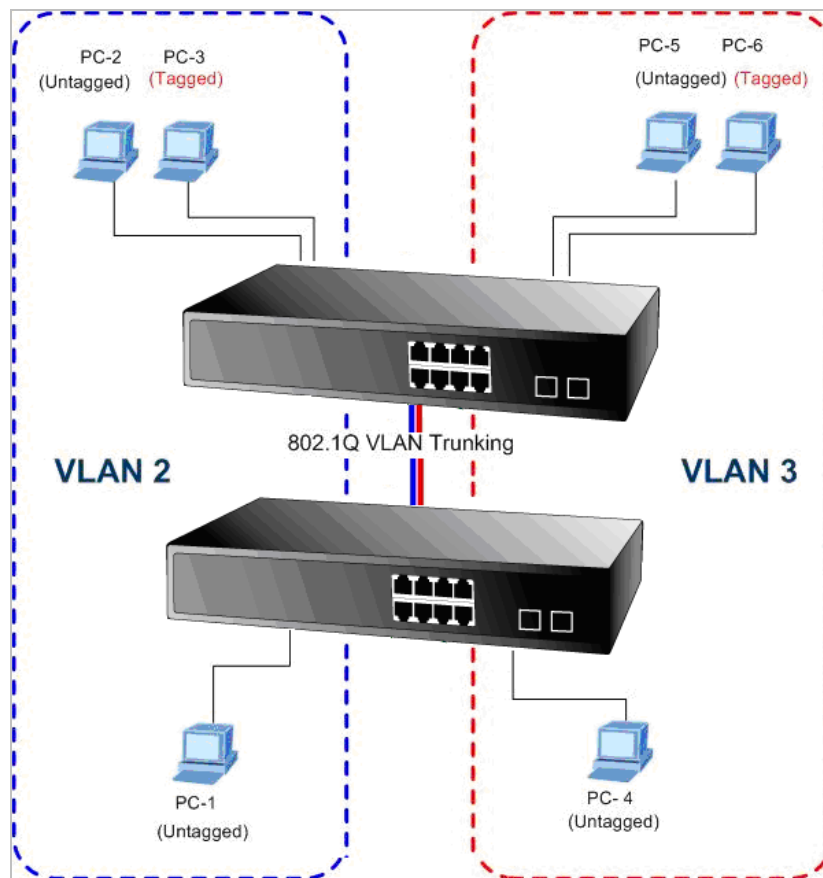 PC-2
(Untagged)
PC-3
(Tagged)
PC-5
(Untagged)
PC-6
(Tagged)
802.1Q VLAN Trunking
VLAN 2
VLAN 3
PC-1
(Untagged)
PC- 4
(Untagged)